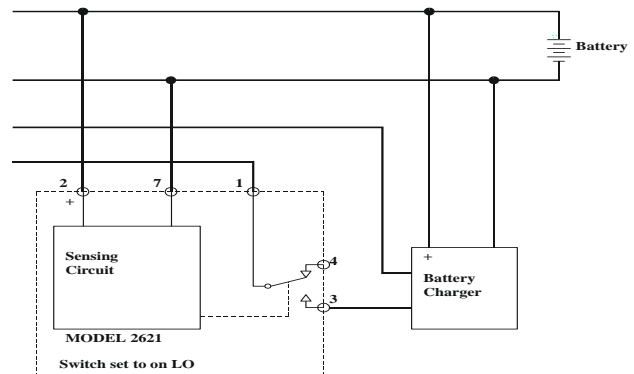 Battery
2
7
1
+
Sensing
Circuit
4
3
+
Battery
Charger
MODEL 2621
Switch set to on LO